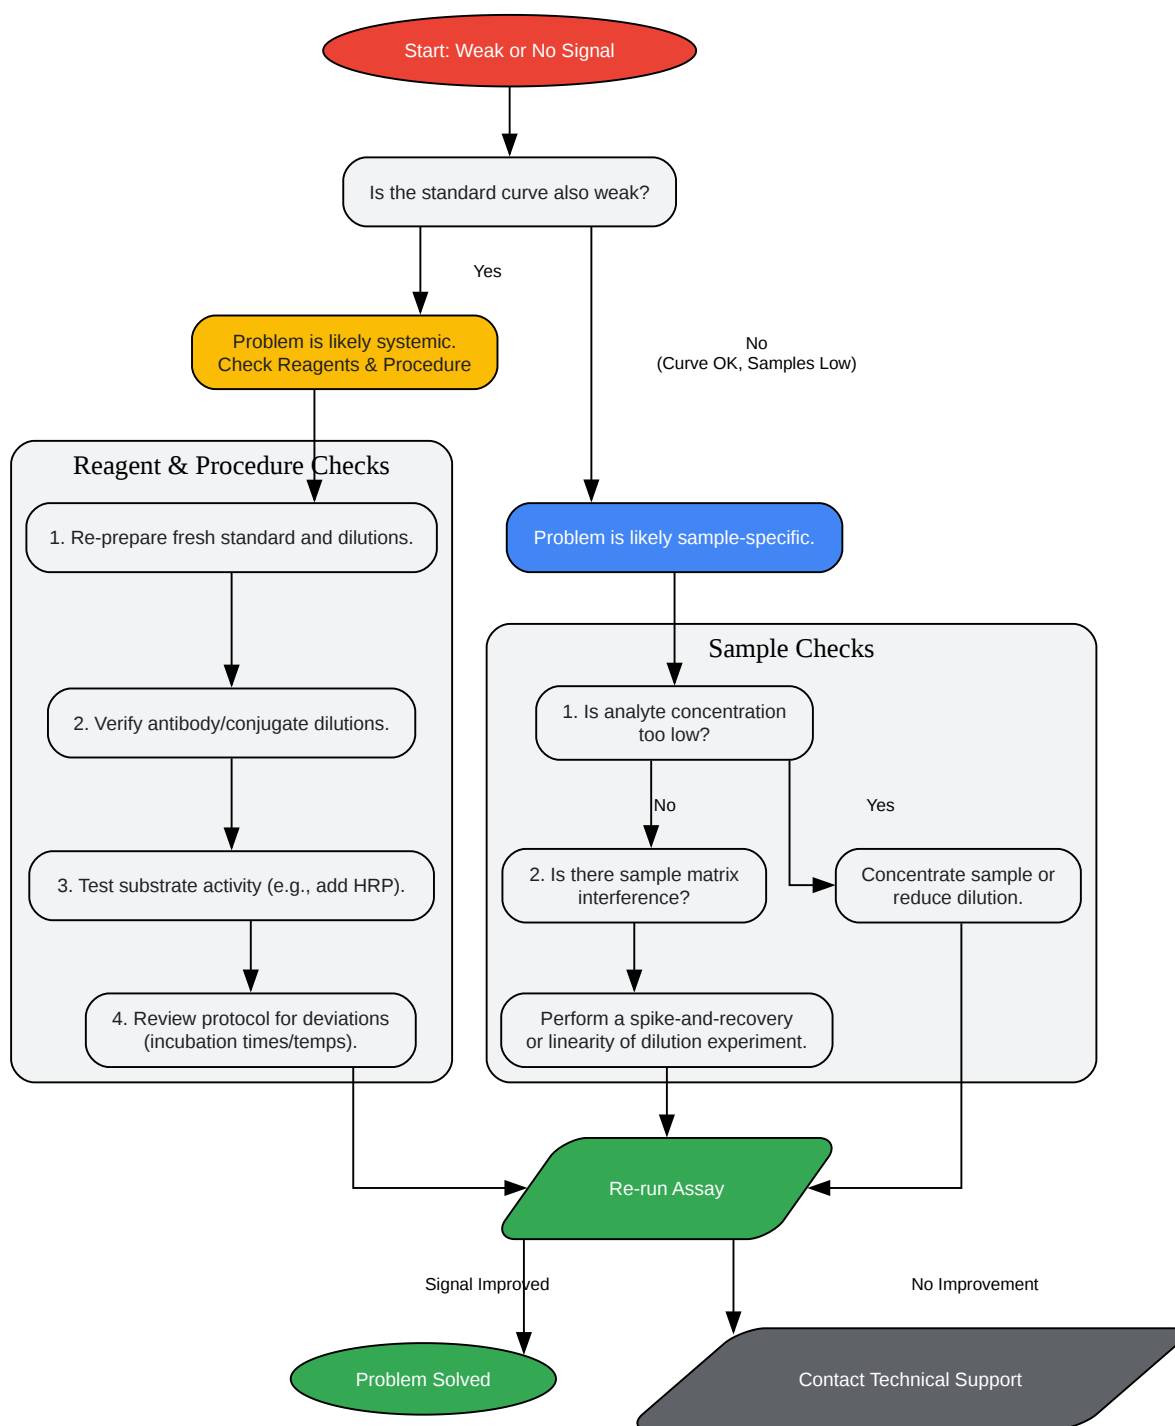 Start: Weak or No Signal
Is the standard curve also weak?
Yes
No
(Curve OK, Samples Low)
Problem is likely systemic.
Check Reagents & Procedure
Reagent & Procedure Checks
1. Re-prepare fresh standard and dilutions.
2. Verify antibody/conjugate dilutions.
3. Test substrate activity (e.g., add HRP).
4. Review protocol for deviations
(incubation times/temps).
Problem is likely sample-specific.
Sample Checks
1. Is analyte concentration
too low?
No
Yes
2. Is there sample matrix
interference?
Concentrate sample or
reduce dilution.
Perform a spike-and-recovery
or linearity of dilution experiment.
Re-run Assay
Signal Improved
No Improvement
Problem Solved
Contact Technical Support